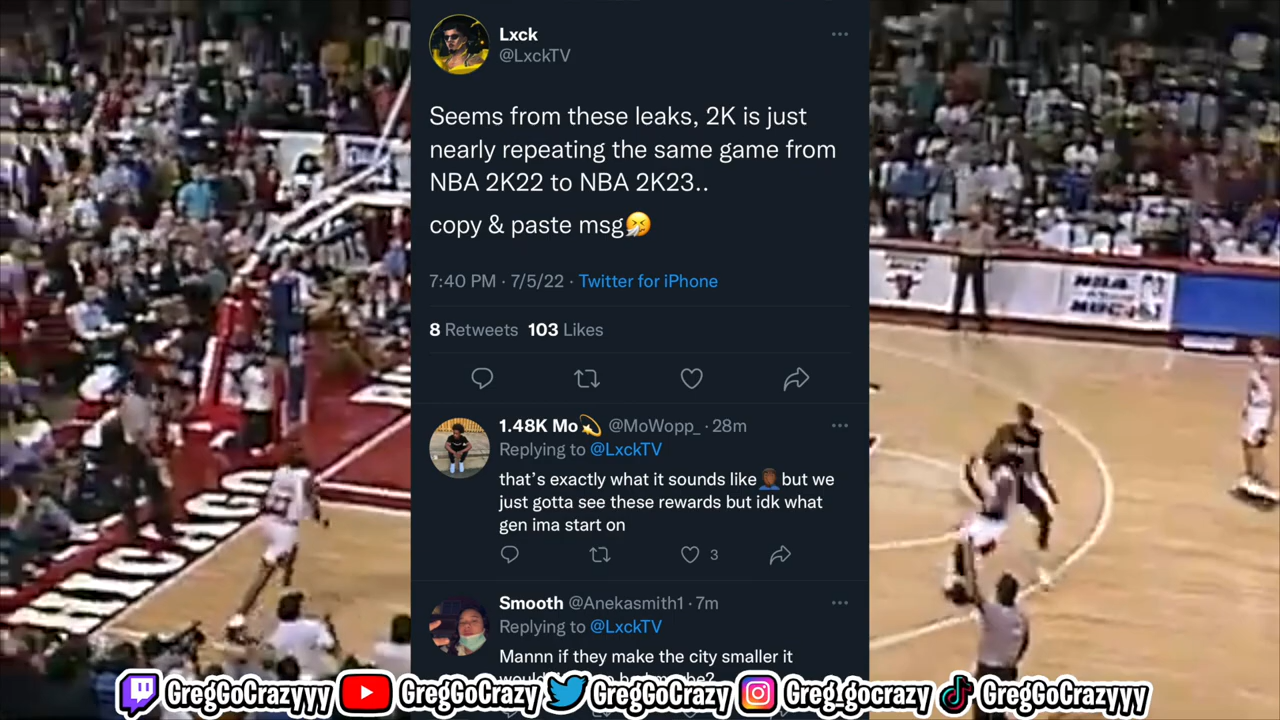 Lxck
@LxckTV
Seems from these leaks, 2K is just
nearly repeating the same game from
NBA 2K22 to NBA 2K23..
copy & paste msg🤧
7:40 PM · 7/5/22 · Twitter for iPhone
8 Retweets 103 Likes
1.48K Mo💫 @MoWopp_ · 28m
Replying to @LxckTV
that's exactly what it sounds like🤦🏾‍♂️but we
just gotta see these rewards but idk what
gen ima start on
3
Smooth @Anekasmith1 · 7m
Replying to @LxckTV
Mannn if they make the city smaller it
CHICAGO
NBA
GregGoCrazyyy GregGoCrazy GregGoCrazyy Greg_gocrazy GregGoCrazyyy